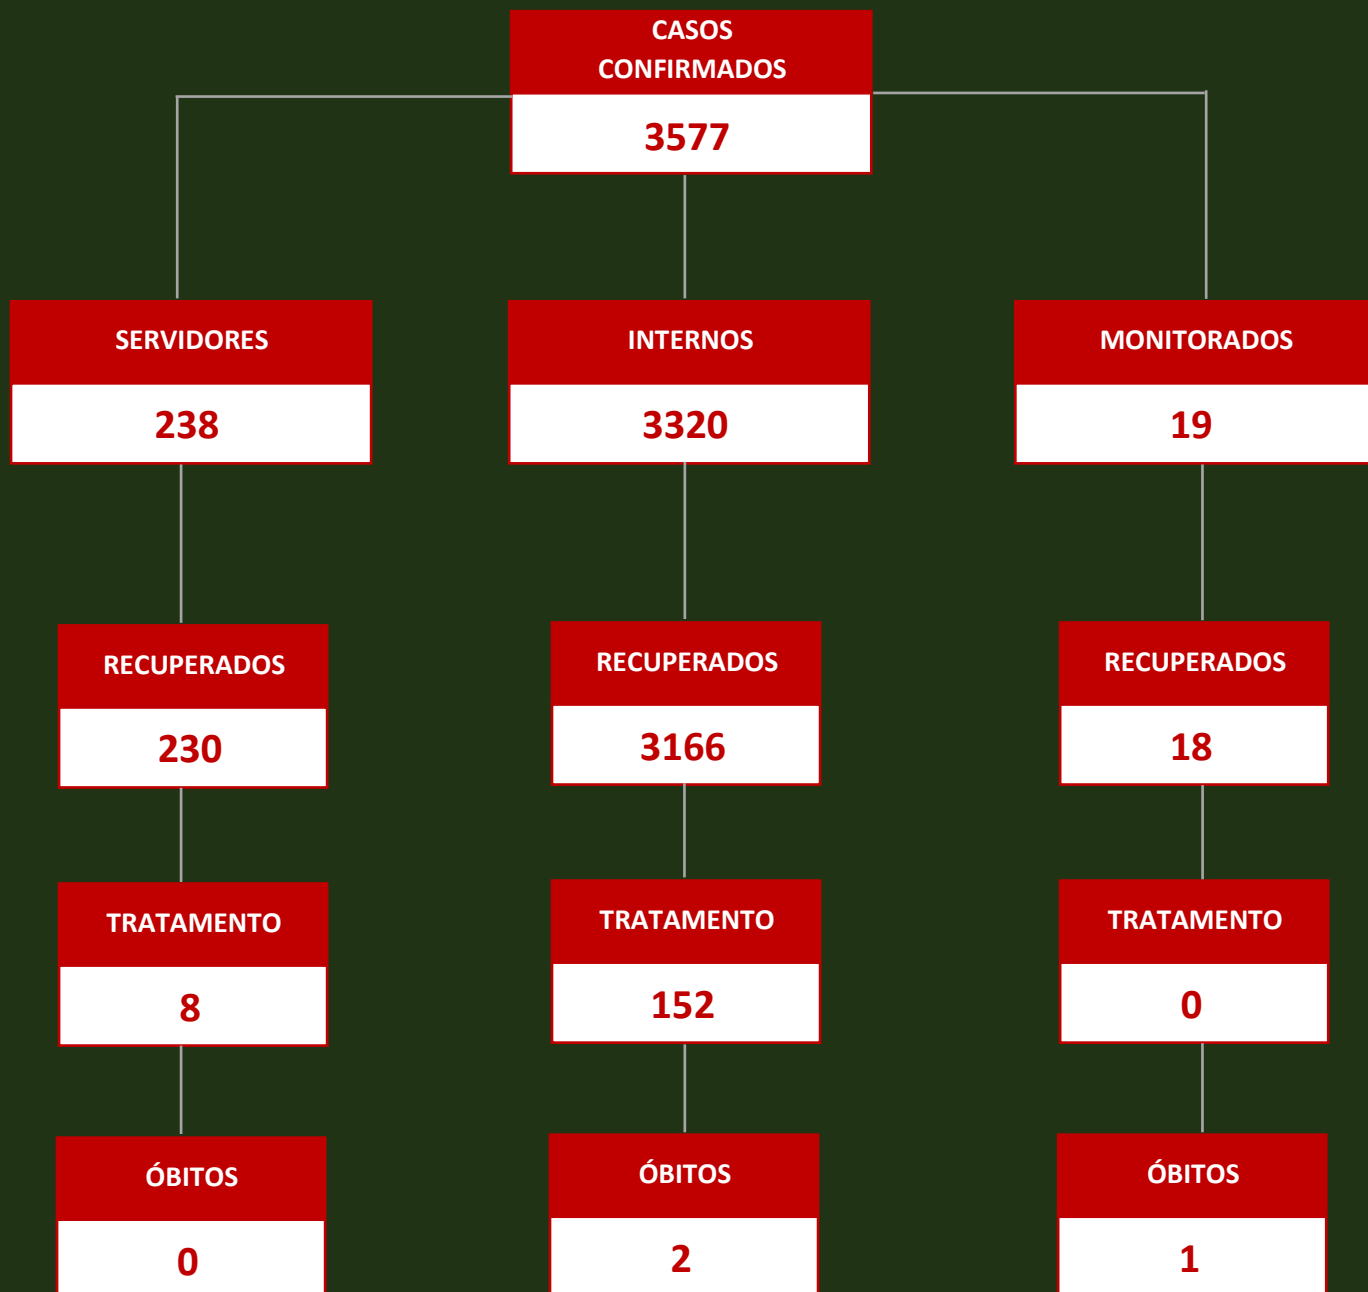 CASOS
CONFIRMADOS
3577
SERVIDORES
238
INTERNOS
3320
MONITORADOS
19
RECUPERADOS
230
RECUPERADOS
3166
RECUPERADOS
18
TRATAMENTO
8
TRATAMENTO
152
TRATAMENTO
0
ÓBITOS
0
ÓBITOS
2
ÓBITOS
1